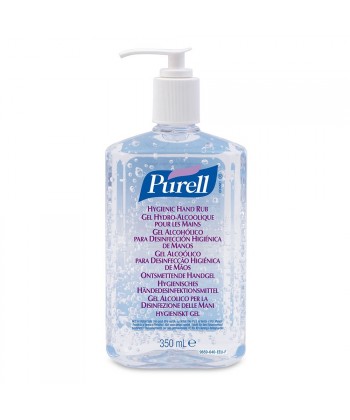 Purell
Hygienic Hand Rub
Gel Hydro-Alcoolique
pour les Mains
Gel Alcohólico
para Desinfección Higiénica
de Manos
Gel Alcoólico
para Desinfecção Higiénica
de Mãos
Ontsmettende Handgel
Hygienisches
Händedesinfektionsmittel
Gel Alcolico per la
Disinfezione delle Mani
Hygieniskt gel
350 mL ℮